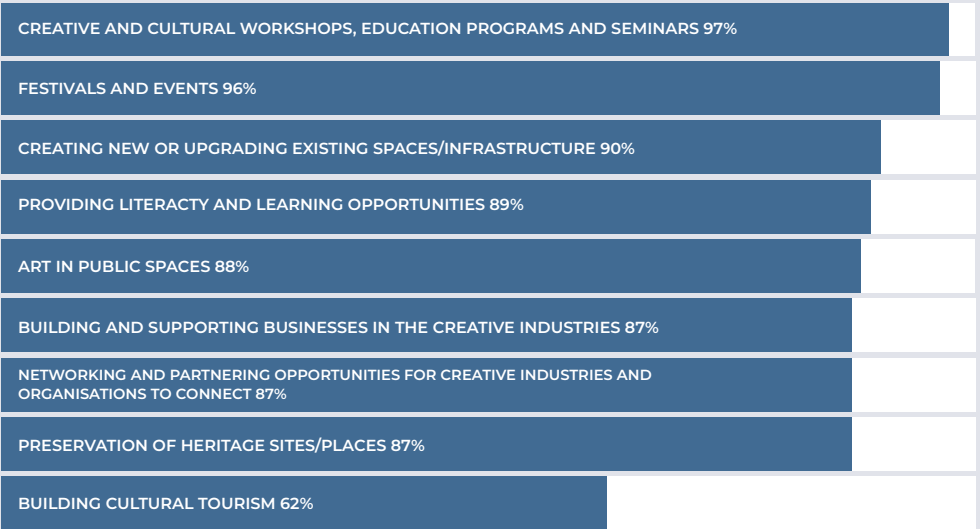 CREATIVE AND CULTURAL WORKSHOPS, EDUCATION PROGRAMS AND SEMINARS 97%
FESTIVALS AND EVENTS 96%
CREATING NEW OR UPGRADING EXISTING SPACES/INFRASTRUCTURE 90%
PROVIDING LITERACTY AND LEARNING OPPORTUNITIES 89%
ART IN PUBLIC SPACES 88%
BUILDING AND SUPPORTING BUSINESSES IN THE CREATIVE INDUSTRIES 87%
NETWORKING AND PARTNERING OPPORTUNITIES FOR CREATIVE INDUSTRIES AND
ORGANISATIONS TO CONNECT 87%
PRESERVATION OF HERITAGE SITES/PLACES 87%
BUILDING CULTURAL TOURISM 62%